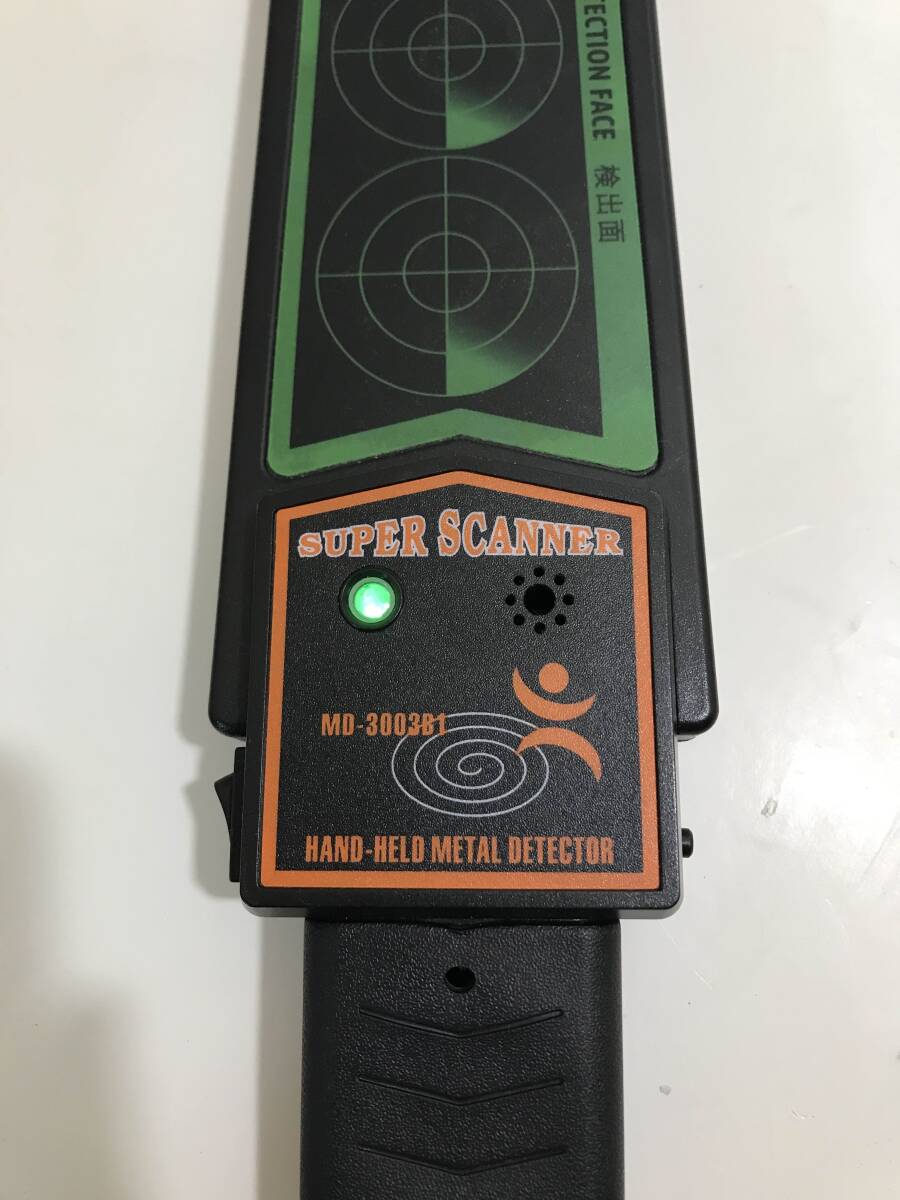 FACE 検出面
SUPER SCANNER
MD-3003B1
HAND-HELD METAL DETECTOR